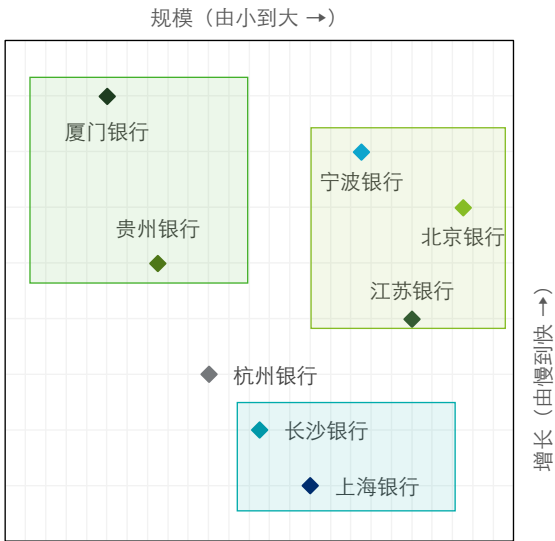 规模（由小到大 →）
厦门银行
宁波银行
贵州银行
北京银行
江苏银行
杭州银行
长沙银行
上海银行
增长（由慢到快 →）